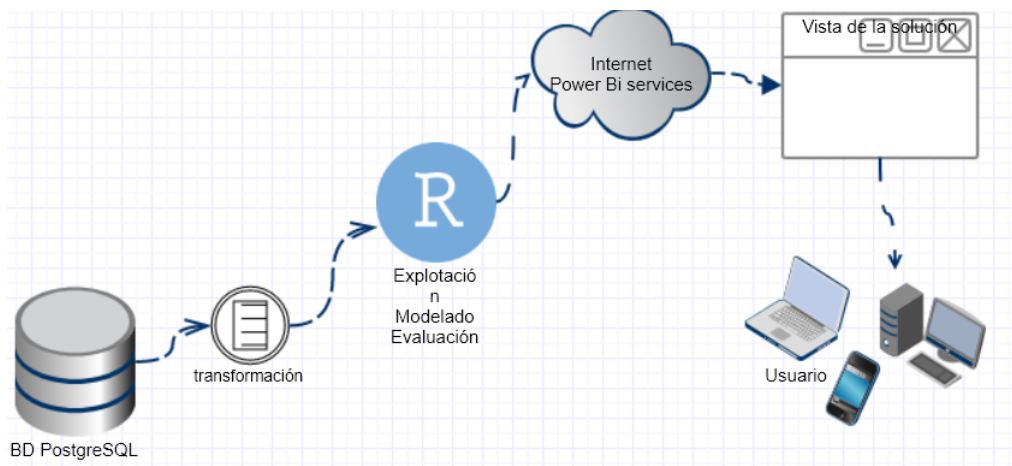 Vista de la solución
Internet
Power Bi services
R
Explotació
n
Modelado
Evaluación
transformación
Usuario
BD PostgreSQL